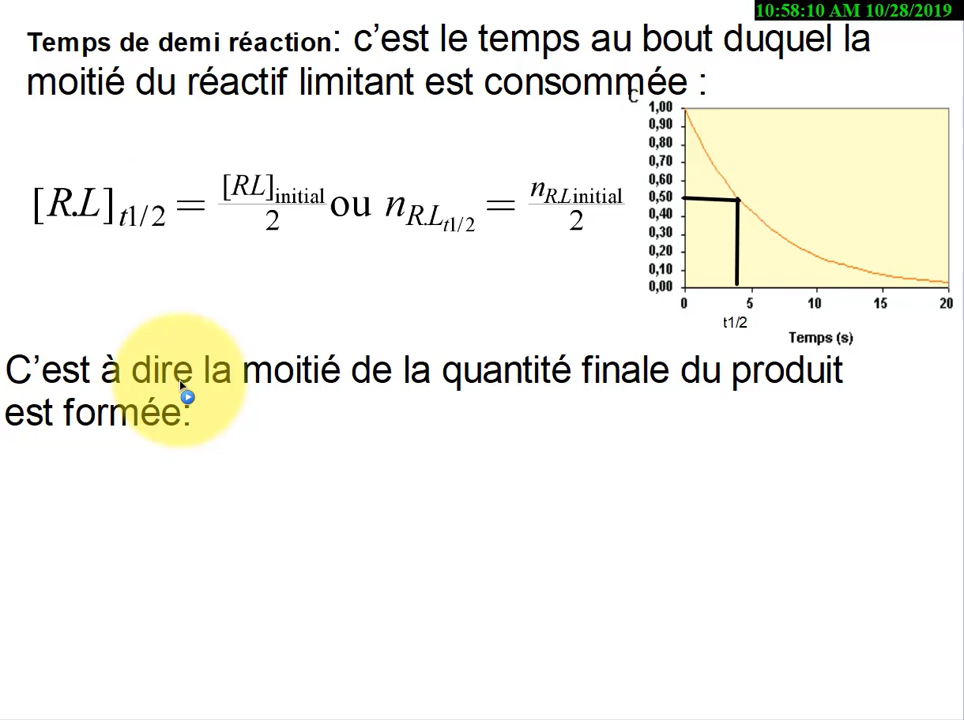 10:58:10 AM 10/28/2019
Temps de demi réaction: c’est le temps au bout duquel la
moitié du réactif limitant est consommée :
[R.L]t1/2 = [RL]initial/2 ou nR.Lt1/2 = nR.Linitial/2
C
1,00
0,90
0,80
0,70
0,60
0,50
0,40
0,30
0,20
0,10
0,00
0 5 10 15 20
t1/2
Temps (s)
C’est à dire la moitié de la quantité finale du produit
est formée: